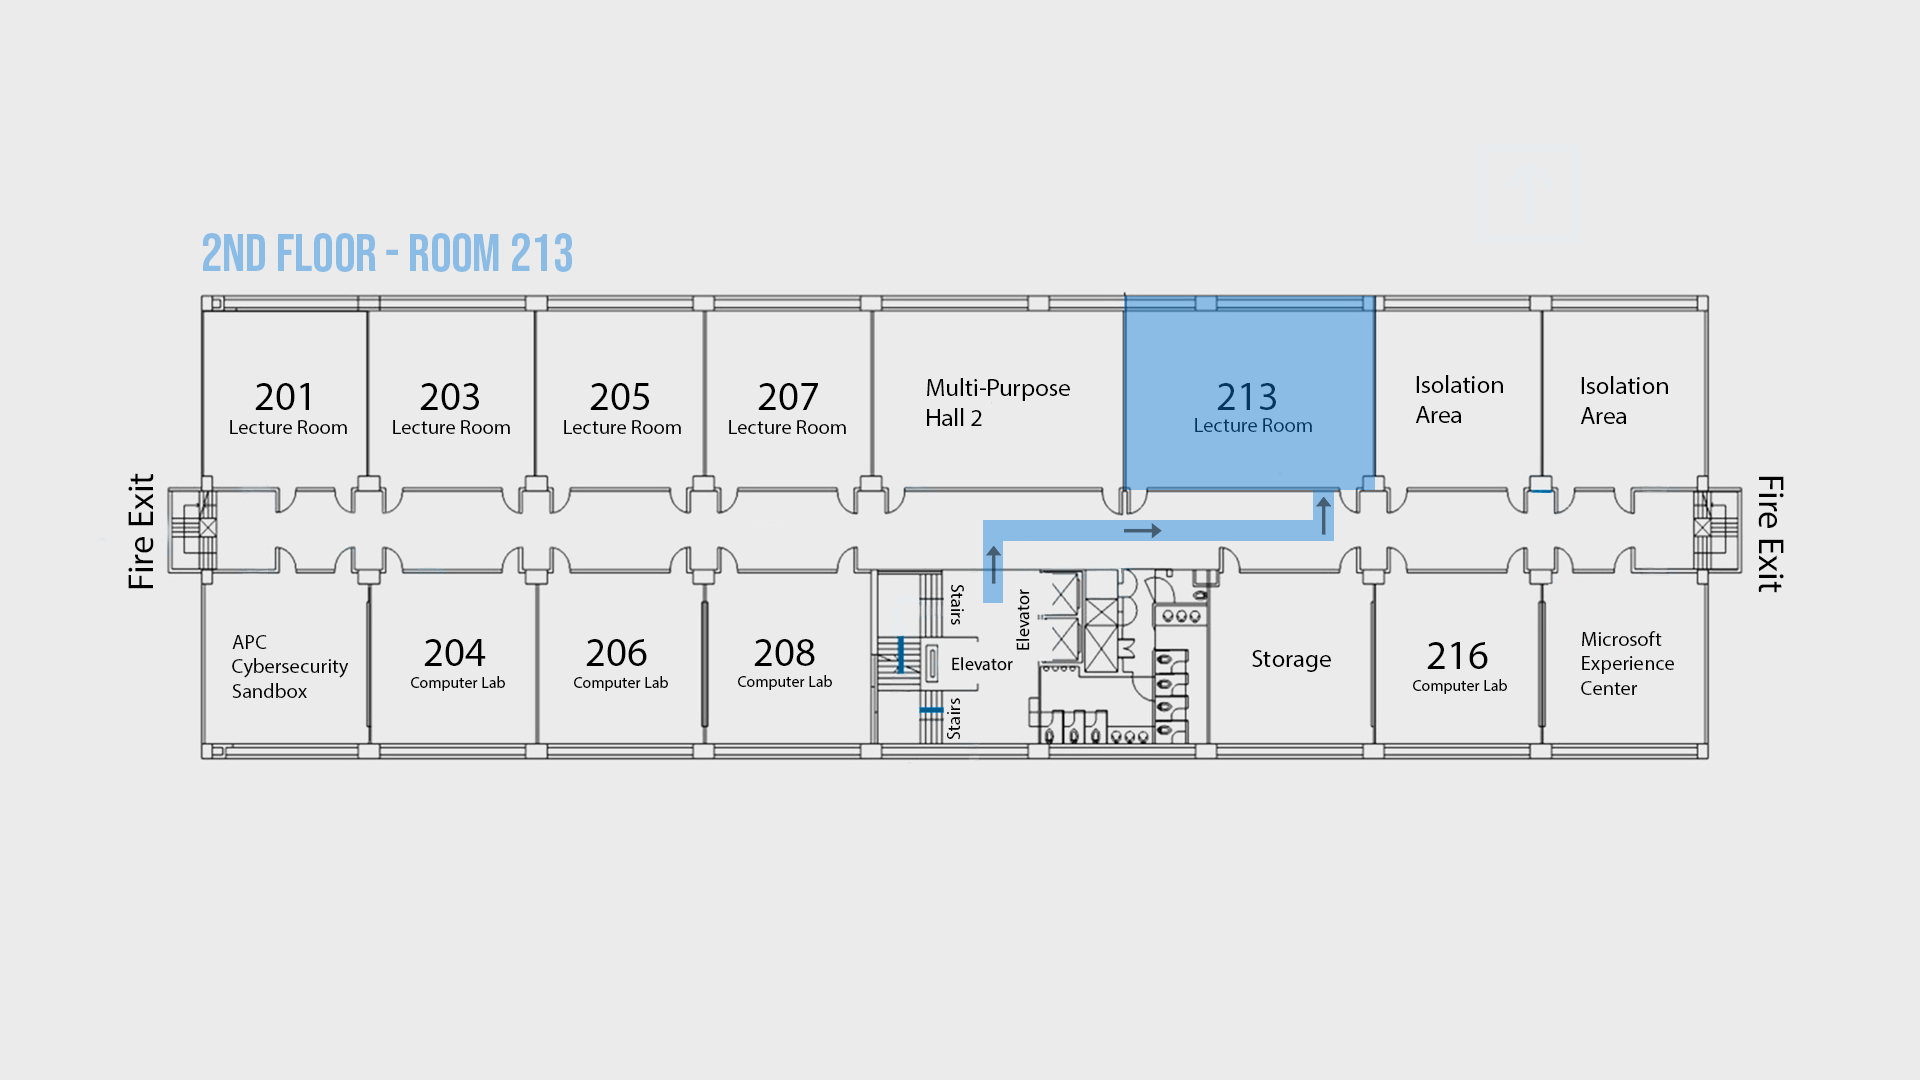 2ND FLOOR - ROOM 213
201
Lecture Room
203
Lecture Room
205
Lecture Room
207
Lecture Room
Multi-Purpose
Hall 2
213
Lecture Room
Isolation
Area
Isolation
Area
Fire Exit
Fire Exit
APC
Cybersecurity
Sandbox
204
Computer Lab
206
Computer Lab
208
Computer Lab
Stairs
Elevator
Elevator
Stairs
Storage
216
Computer Lab
Microsoft
Experience
Center